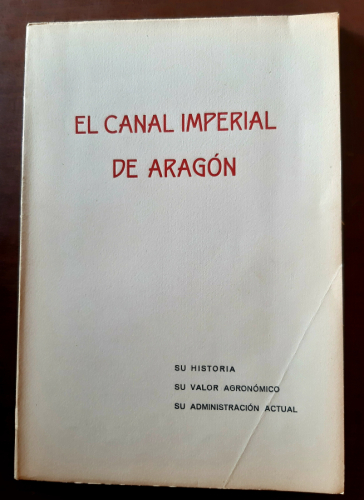 EL CANAL IMPERIAL
DE ARAGÓN
SU HISTORIA
SU VALOR AGRONÓMICO
SU ADMINISTRACIÓN ACTUAL